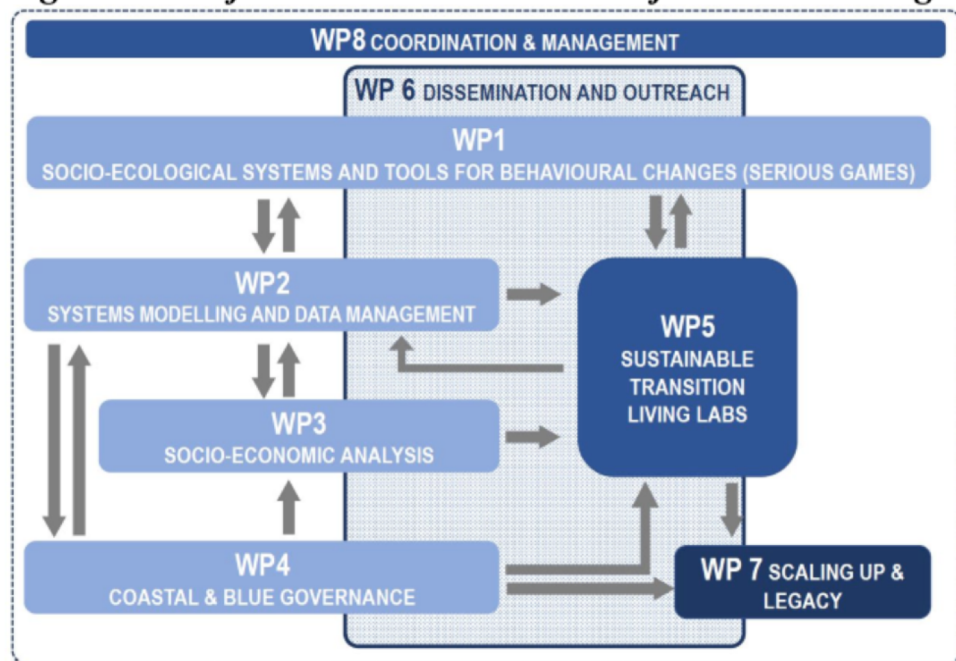 WP8 COORDINATION & MANAGEMENT
WP 6 DISSEMINATION AND OUTREACH
WP1
SOCIO-ECOLOGICAL SYSTEMS AND TOOLS FOR BEHAVIOURAL CHANGES (SERIOUS GAMES)
WP2
SYSTEMS MODELLING AND DATA MANAGEMENT
WP5
SUSTAINABLE
TRANSITION
LIVING LABS
WP3
SOCIO-ECONOMIC ANALYSIS
WP4
COASTAL & BLUE GOVERNANCE
WP 7 SCALING UP &
LEGACY